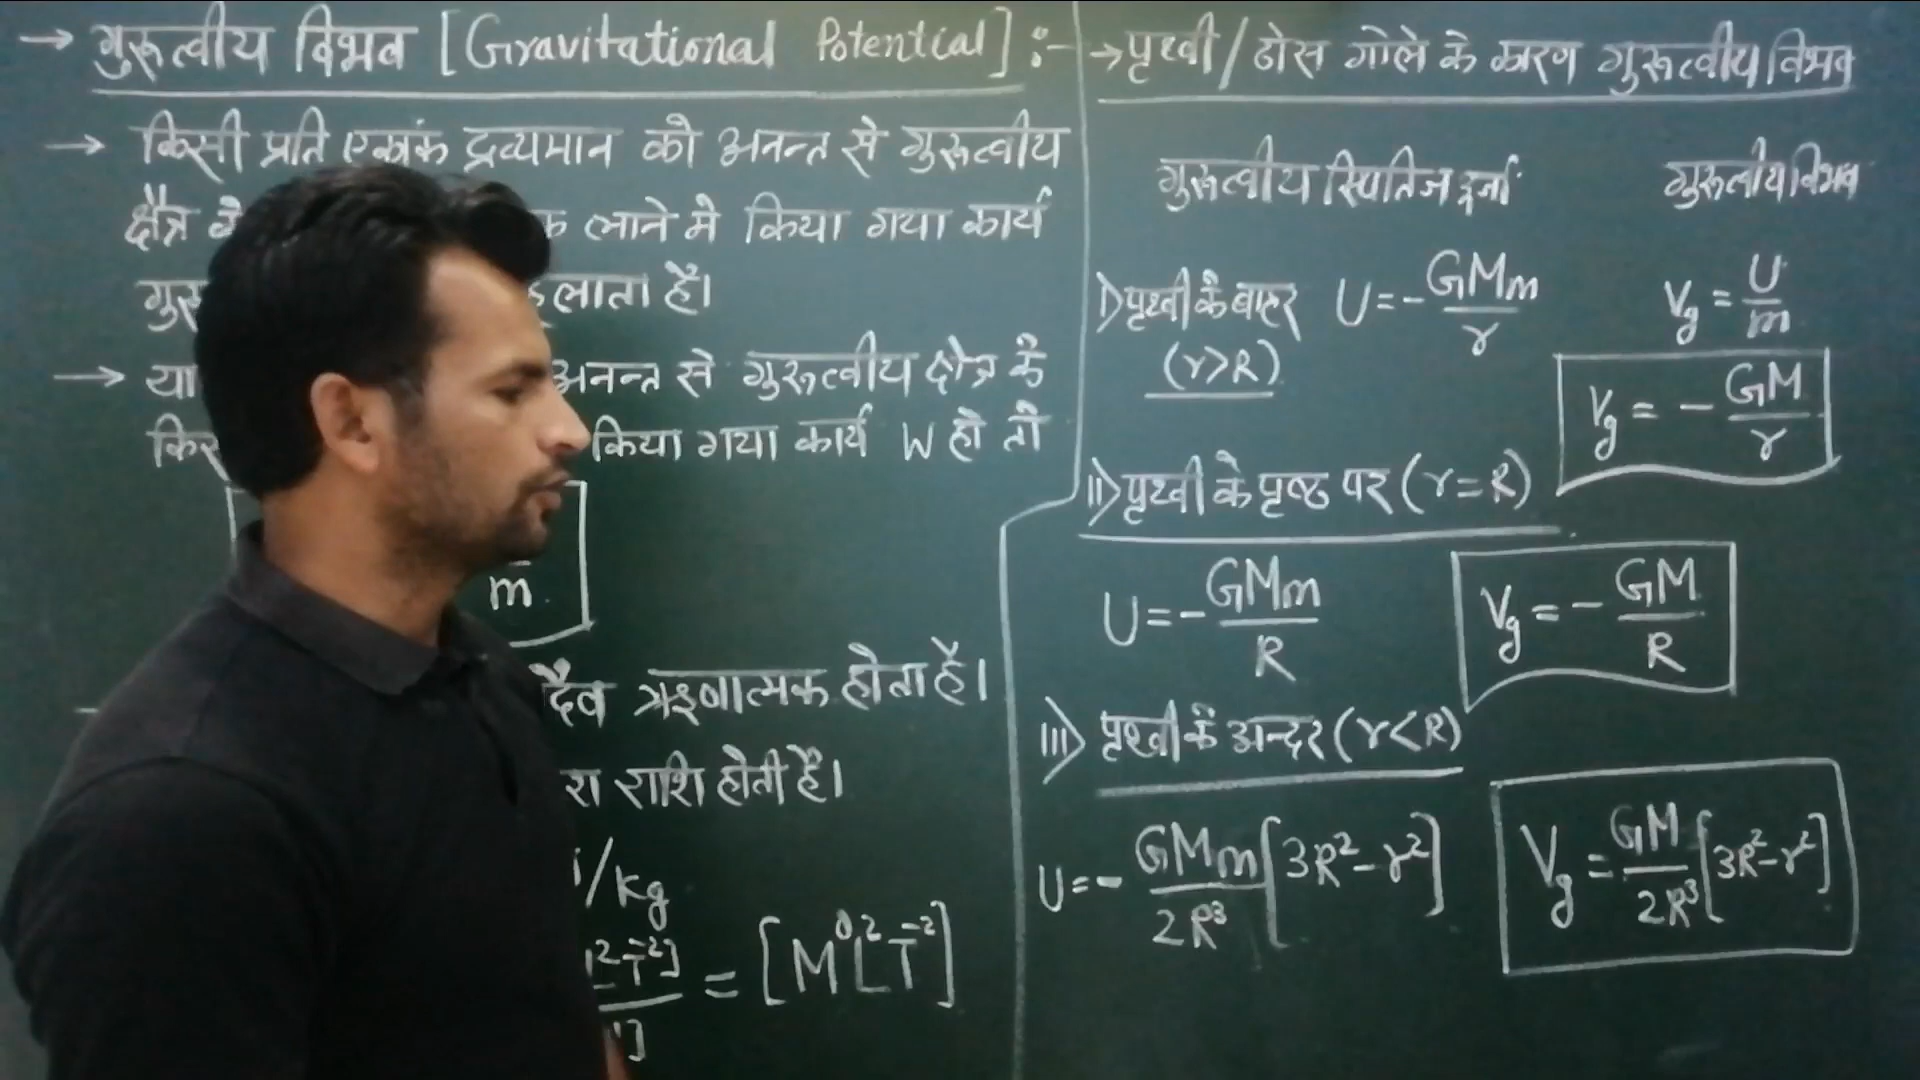 → गुरूत्वीय विभव [Gravitational Potential] :-
→ किसी प्रति एकांक द्रव्यमान को अनन्त से गुरूत्वीय
क्षैत्र क लाने मे किया गया कार्य
गुरू लाता है।
→ या अनन्त से गुरूत्वीय क्षैत्र के
किस किया गया कार्य W हो तो
m
दैव ऋणात्मक होता है।
श राशि होती है।
/kg
L²T⁻²] = [M⁰L²T⁻²]
→ पृथ्वी/ठोस गोले के कारण गुरूत्वीय विभव
गुरूत्वीय स्थितिज ऊर्जा गुरूत्वीय विभव
I> पृथ्वी के बाहर U = -GMm/r Vg = U/m
(r>R) Vg = - GM/r
II> पृथ्वी के पृष्ठ पर (r=R)
U = -GMm/R Vg = - GM/R
III> पृथ्वी के अन्दर (r<R)
U = - GMm/2R³ [3R²-r²] Vg = GM/2R³ [3R²-r²]